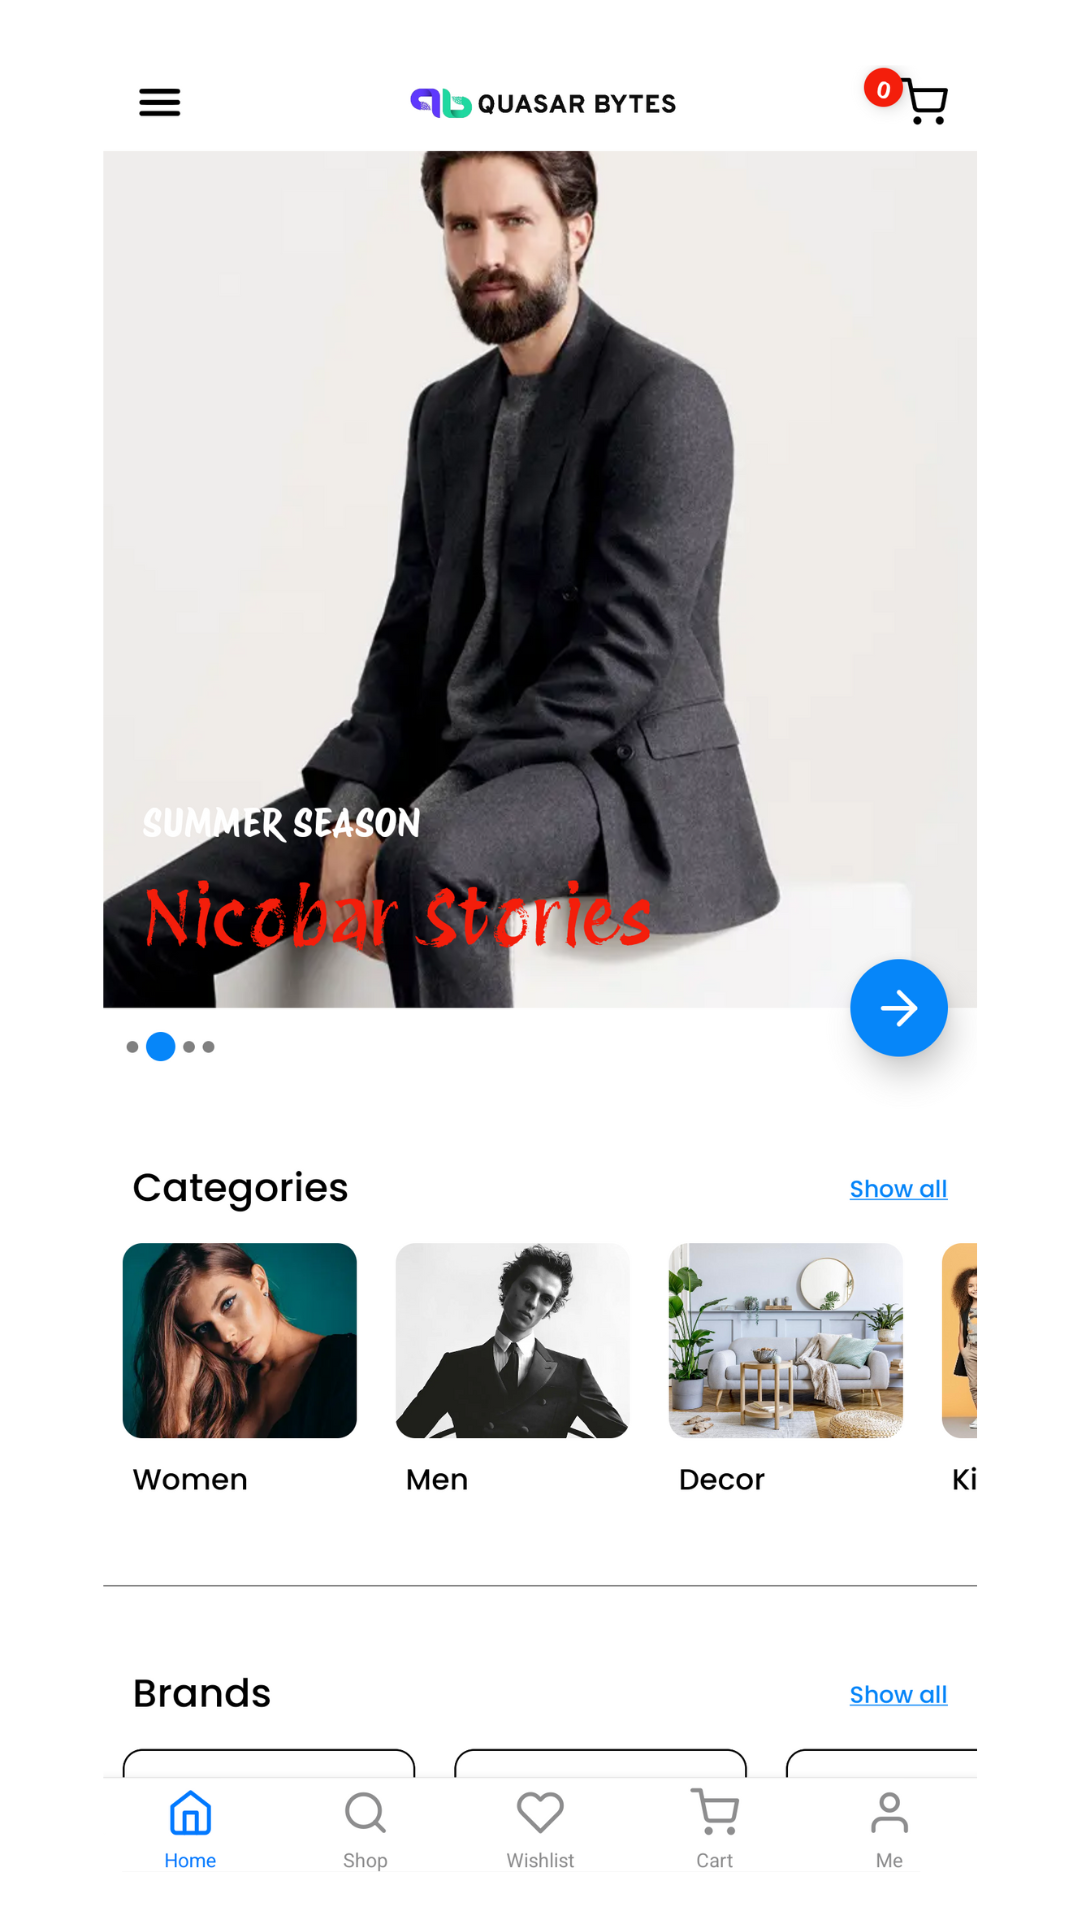 QUASAR BYTES
0
SUMMER SEASON
Nicobar Stories
Categories
Show all
Women
Men
Decor
Ki
Brands
Show all
Home
Shop
Wishlist
Cart
Me